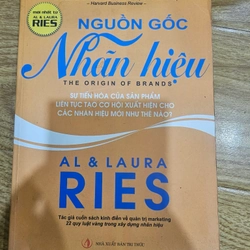 - Harvard Business Review -
mới nhất từ
AL & LAURA
RIES
NGUỒN GỐC
Nhãn hiệu
THE ORIGIN OF BRANDS
SỰ TIẾN HÓA CỦA SẢN PHẨM
LIÊN TỤC TẠO CƠ HỘI XUẤT HIỆN CHO
CÁC NHÃN HIỆU MỚI NHƯ THẾ NÀO?
AL & LAURA
RIES
Tác giả cuốn sách kinh điển về quản trị marketing
22 quy luật vàng trong xây dựng nhãn hiệu
NHÀ XUẤT BẢN TRI THỨC